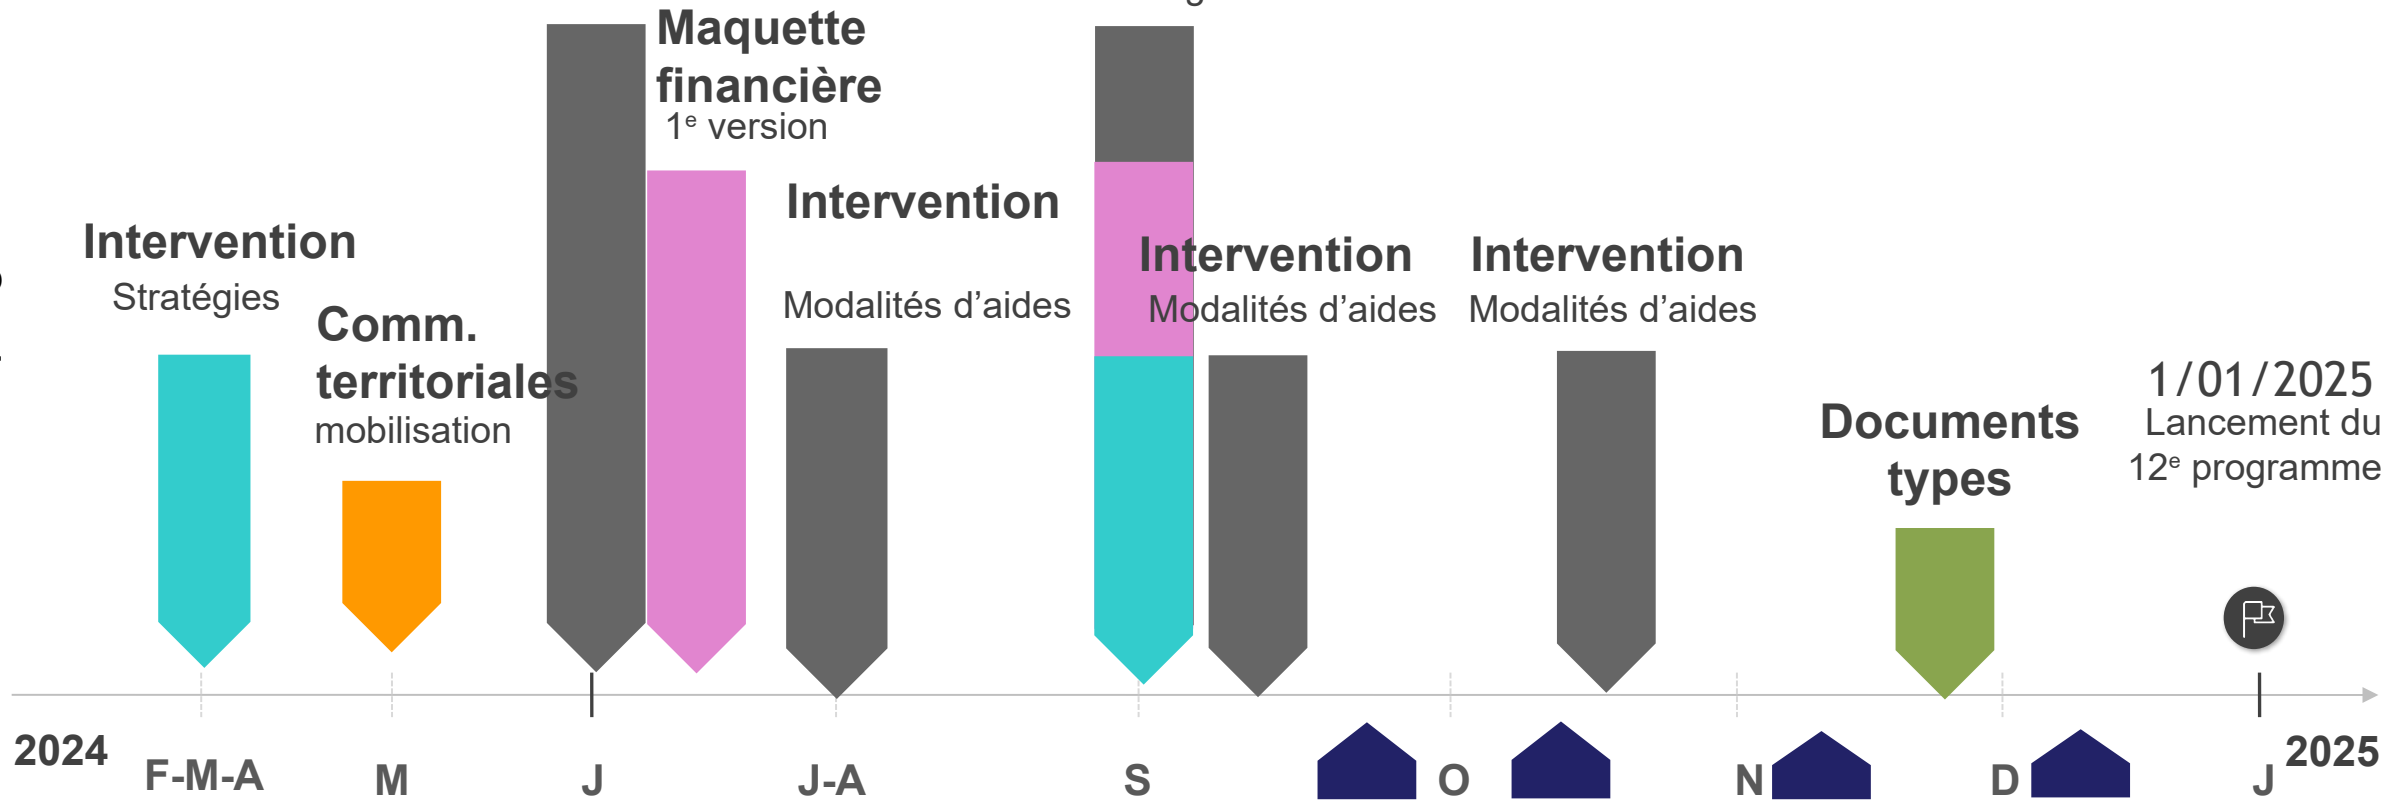 Maquette
financière
1e version
Intervention
Intervention
Stratégies
Comm.
territoriales
mobilisation
Modalités d’aides
Intervention
Modalités d’aides
Intervention
Modalités d’aides
Documents
types
1/01/2025
Lancement du
12e programme
2024
F-M-A
M
J
J-A
S
O
N
D
J
2025